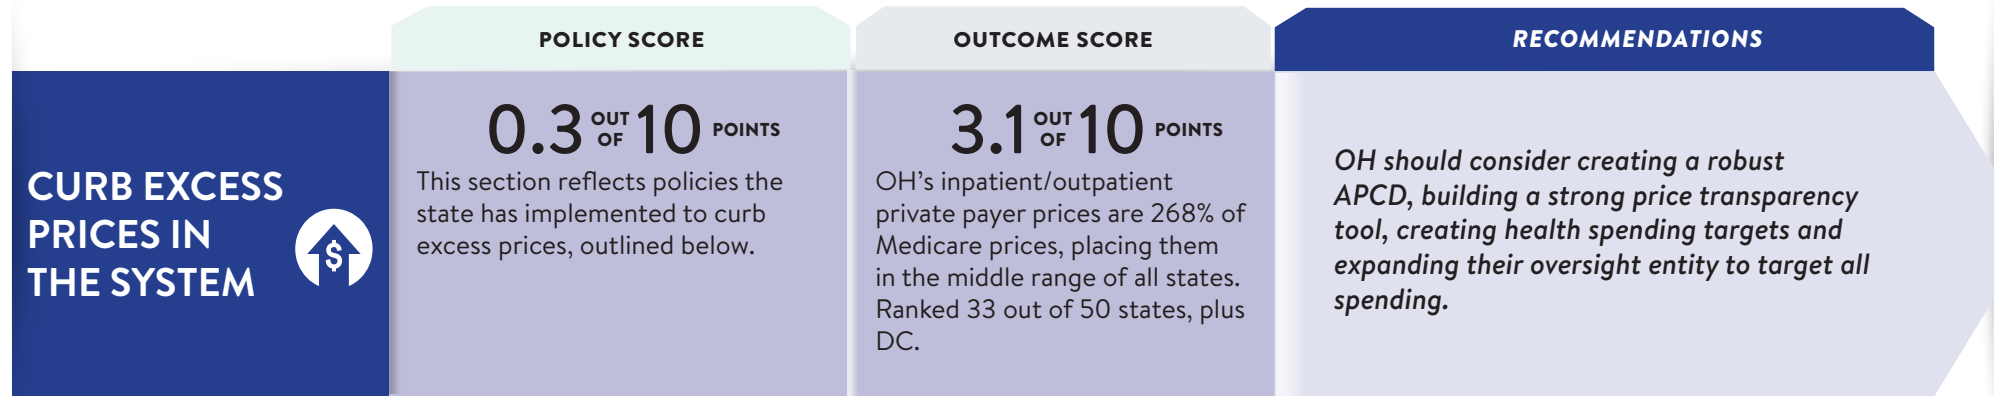 POLICY SCORE
OUTCOME SCORE
RECOMMENDATIONS
CURB EXCESS
PRICES IN
THE SYSTEM
$
0.3 OUT OF 10 POINTS
This section reflects policies the
state has implemented to curb
excess prices, outlined below.
3.1 OUT OF 10 POINTS
OH's inpatient/outpatient
private payer prices are 268% of
Medicare prices, placing them
in the middle range of all states.
Ranked 33 out of 50 states, plus
DC.
OH should consider creating a robust
APCD, building a strong price transparency
tool, creating health spending targets and
expanding their oversight entity to target all
spending.